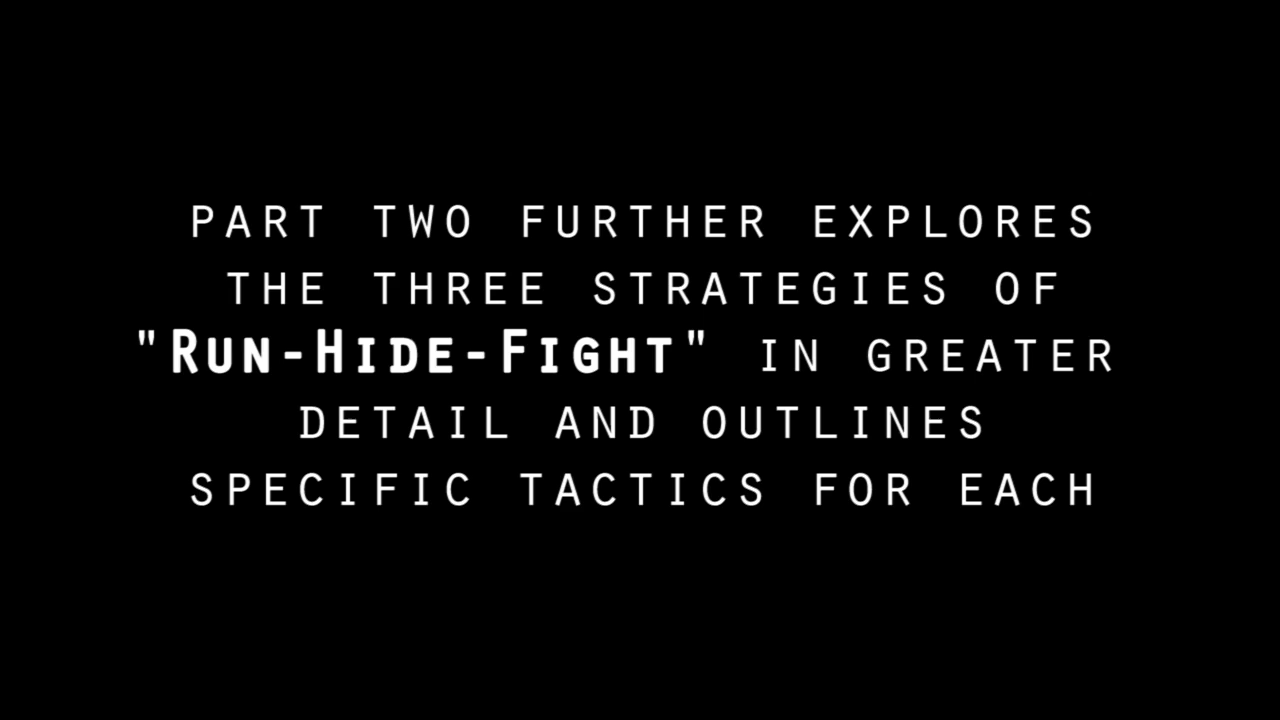 PART TWO FURTHER EXPLORES
THE THREE STRATEGIES OF
"RUN-HIDE-FIGHT" IN GREATER
DETAIL AND OUTLINES
SPECIFIC TACTICS FOR EACH